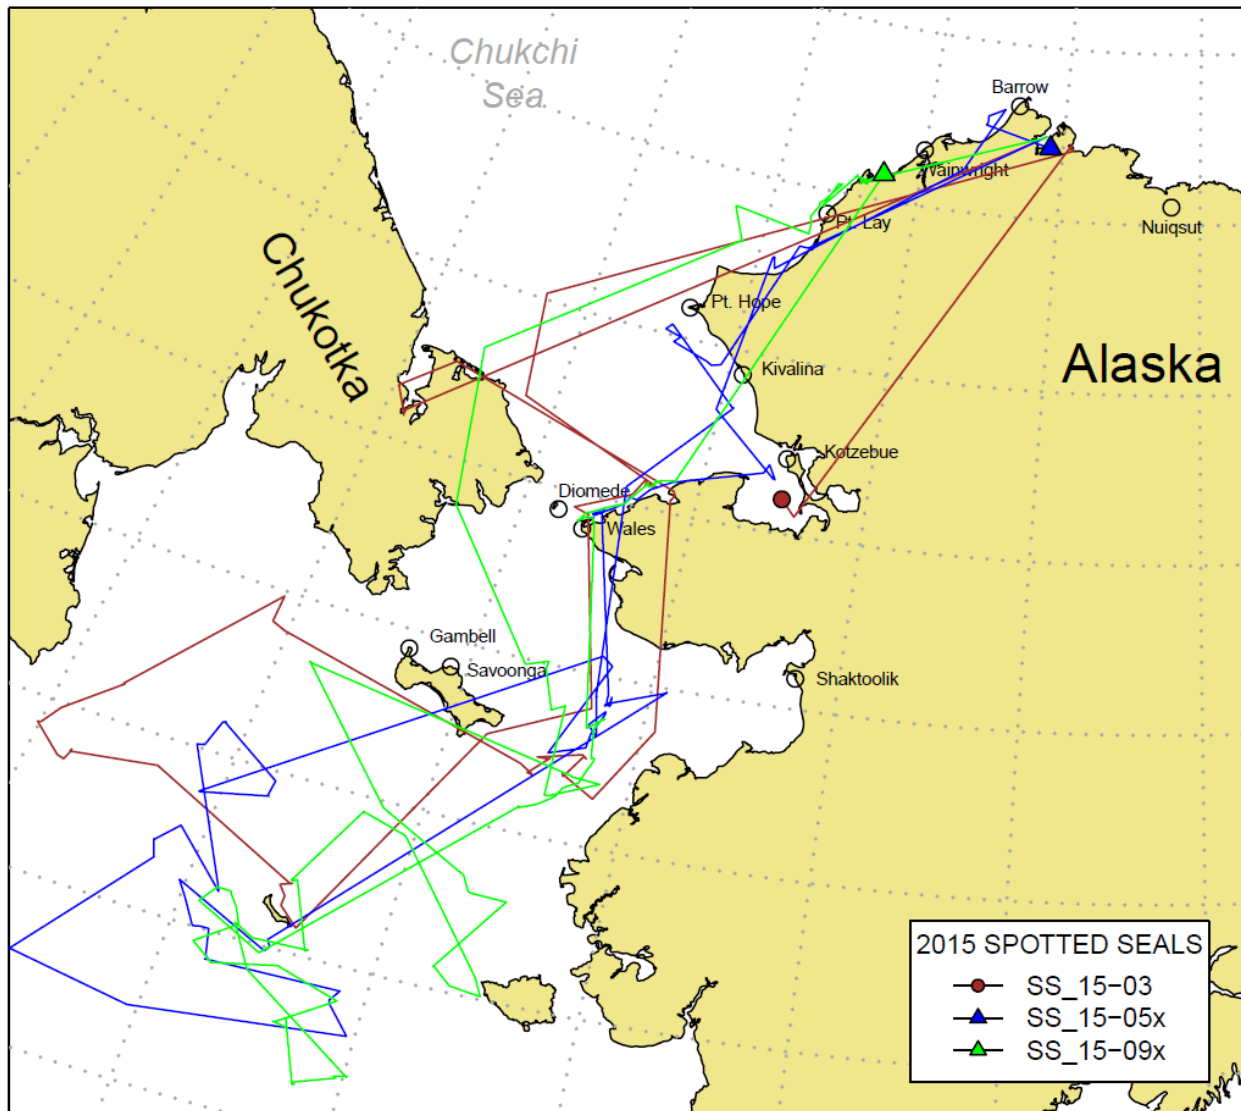 Chukchi
Sea
Barrow
Wainwright
Nuiqsut
Pt. Lay
Chukotka
Pt. Hope
Alaska
Kivalina
Kotzebue
Diomede
Wales
Gambell
Savoonga
Shaktoolik
2015 SPOTTED SEALS
SS_15-03
SS_15-05x
SS_15-09x